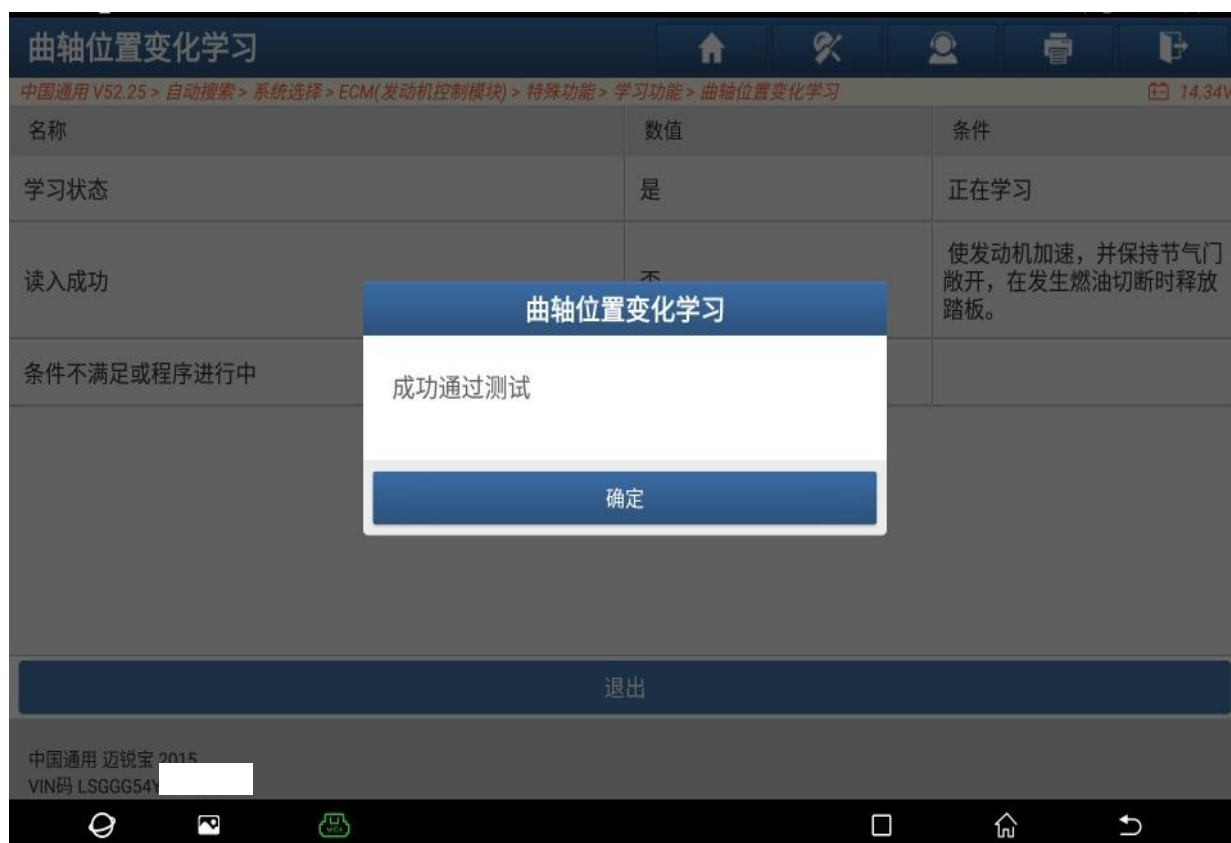 曲轴位置变化学习
中国通用 V52.25 > 自动搜索 > 系统选择 > ECM(发动机控制模块) > 特殊功能 > 学习功能 > 曲轴位置变化学习
14.34V
名称 数值 条件
学习状态 是 正在学习
使发动机加速，并保持节气门
读入成功 否 敞开，在发生燃油切断时释放
踏板。
条件不满足或程序进行中
曲轴位置变化学习
成功通过测试
确定
退出
中国通用 迈锐宝 2015
VIN码 LSGGG54Y
VCI